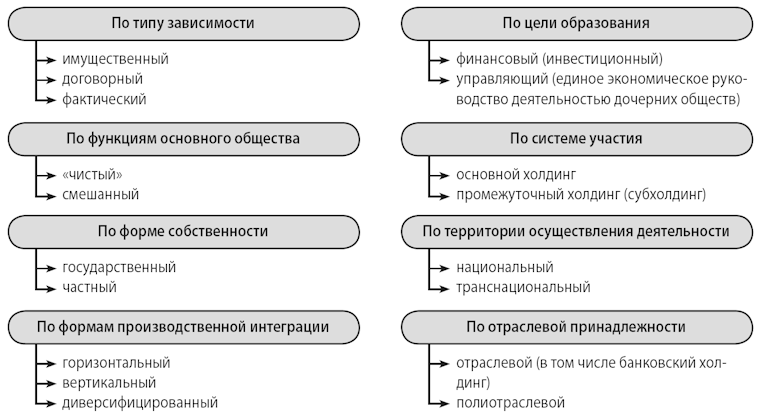 По типу зависимости
имущественный
договорный
фактический
По функциям основного общества
«чистый»
смешанный
По форме собственности
государственный
частный
По формам производственной интеграции
горизонтальный
вертикальный
диверсифицированный
По цели образования
финансовый (инвестиционный)
управляющий (единое экономическое руко-
водство деятельностью дочерних обществ)
По системе участия
основной холдинг
промежуточный холдинг (субхолдинг)
По территории осуществления деятельности
национальный
транснациональный
По отраслевой принадлежности
отраслевой (в том числе банковский хол-
динг)
полиотраслевой